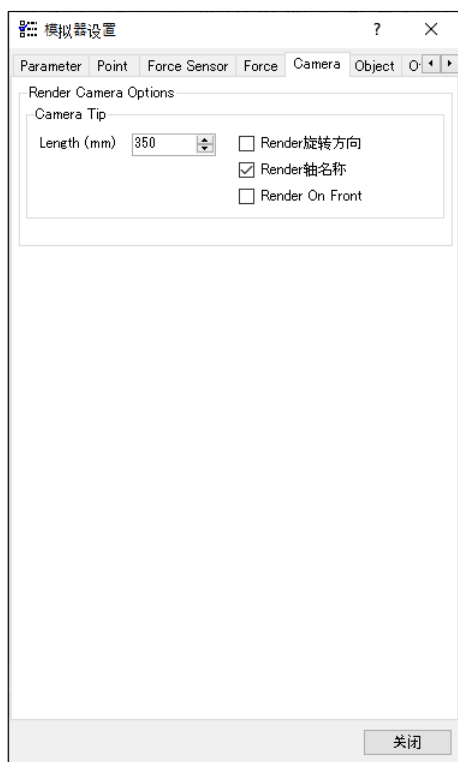 模拟器设置
Parameter Point Force Sensor Force Camera Object
Render Camera Options
Camera Tip
Length (mm) 350 Render旋转方向
Render轴名称
Render On Front
关闭